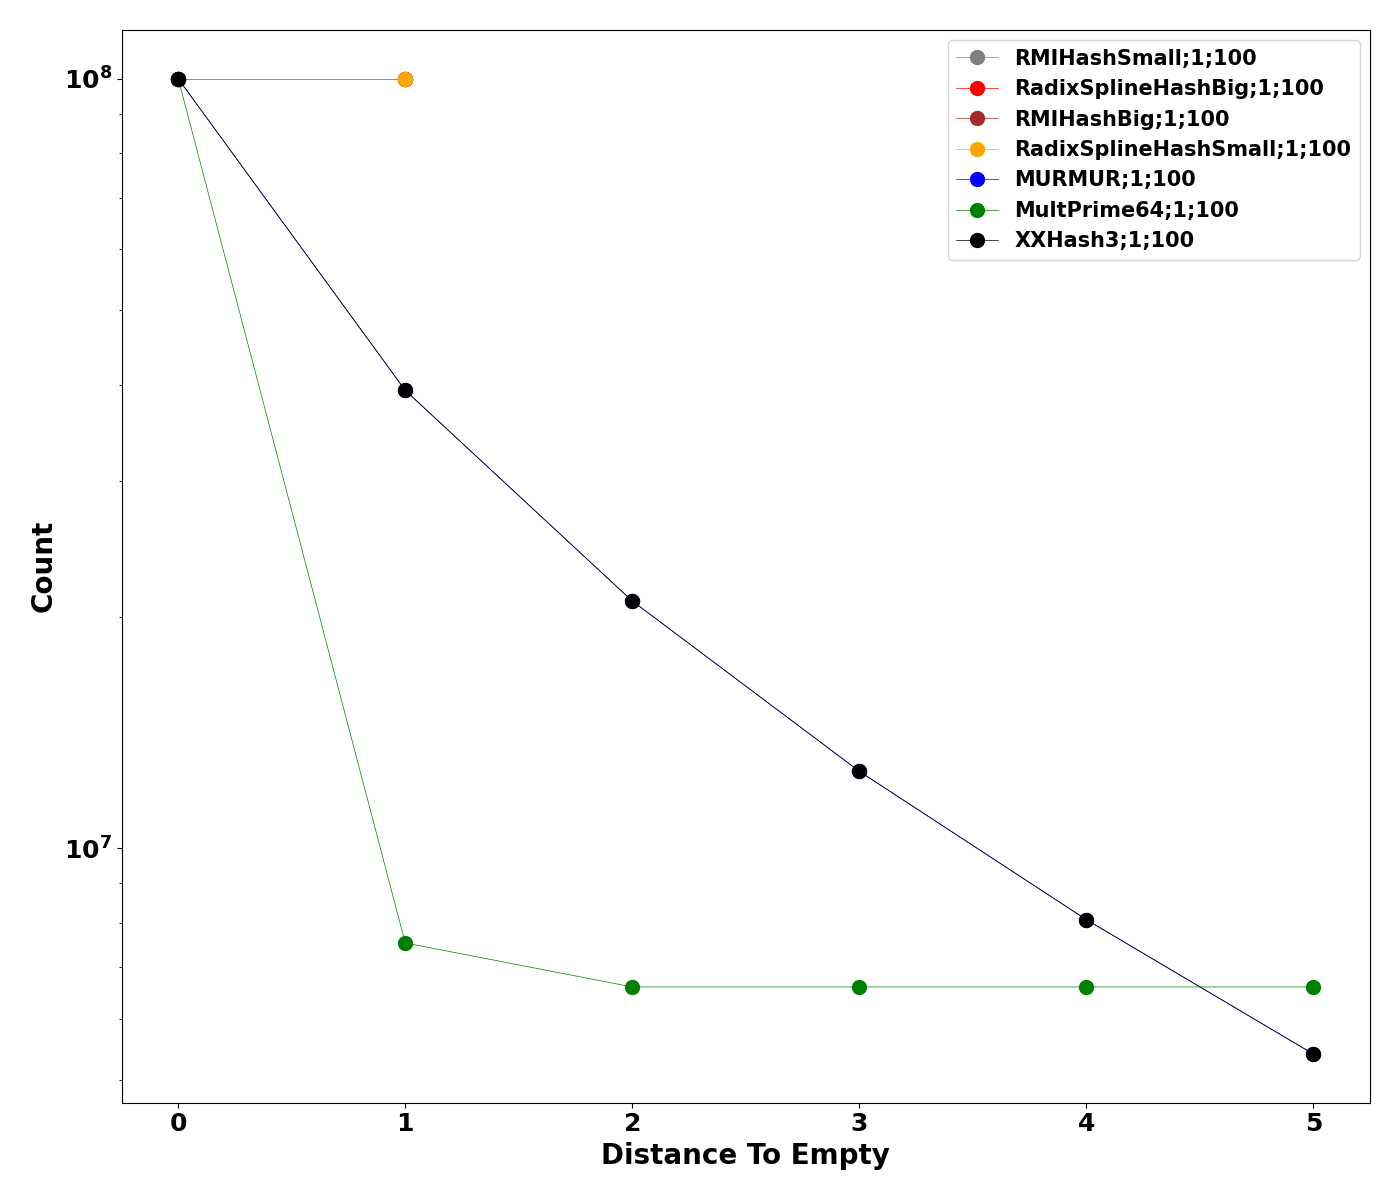 10⁸
10⁷
Count
0 1 2 3 4 5
Distance To Empty
RMIHashSmall;1;100
RadixSplineHashBig;1;100
RMIHashBig;1;100
RadixSplineHashSmall;1;100
MURMUR;1;100
MultPrime64;1;100
XXHash3;1;100